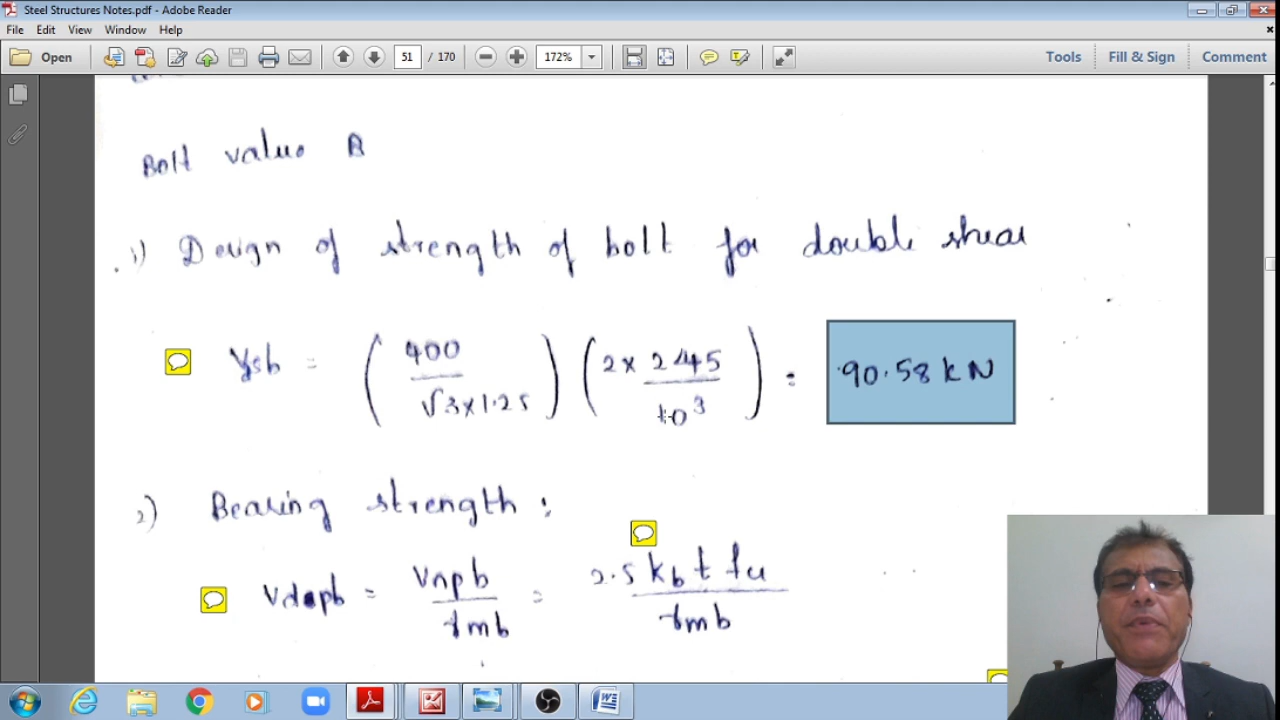 Steel Structures Notes.pdf - Adobe Reader
File Edit View Window Help
Open 51 / 170 172% Tools Fill & Sign Comment
Bolt value B
1) Design of strength of bolt for double shear
Vsb = (400 / √3x1.25) (2 x 245 / 10³) = 90.58 kN
2) Bearing strength :
Vdpb = Vnpb / γmb = 2.5 kb t fu / γmb